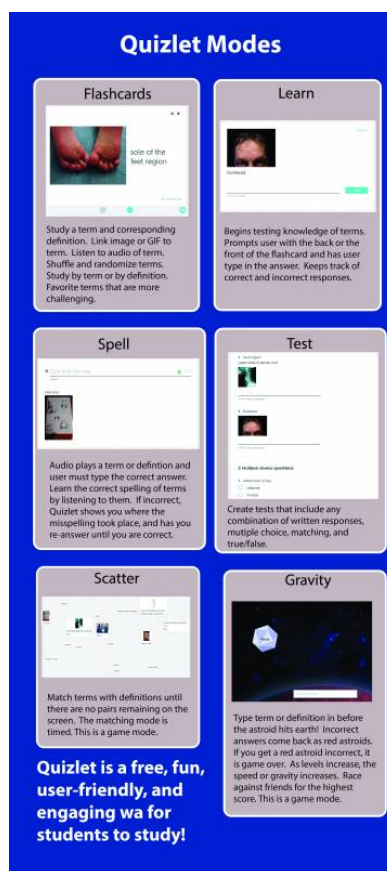 Quizlet Modes
Flashcards
sole of the
feet region
Study a term and corresponding
definition. Link image or GIF to
term. Listen to audio of term.
Shuffle and randomize terms.
Study by term or by definition.
Favorite terms that are more
challenging.
Learn
forehead
Begins testing knowledge of terms.
Prompts user with the back or the
front of the flashcard and has user
type in the answer. Keeps track of
correct and incorrect responses.
Spell
Audio plays a term or defintion and
user must type the correct answer.
Learn the correct spelling of terms
by listening to them. If incorrect,
Quizlet shows you where the
misspelling took place, and has you
re-answer until you are correct.
Test
2 Multiple choice questions
Create tests that include any
combination of written responses,
mutiple choice, matching, and
true/false.
Scatter
Match terms with definitions until
there are no pairs remaining on the
screen. The matching mode is
timed. This is a game mode.
Gravity
Type term or definition in before
the astroid hits earth! Incorrect
answers come back as red astroids.
If you get a red astroid incorrect, it
is game over. As levels increase, the
speed or gravity increases. Race
against friends for the highest
score. This is a game mode.
Quizlet is a free, fun,
user-friendly, and
engaging wa for
students to study!